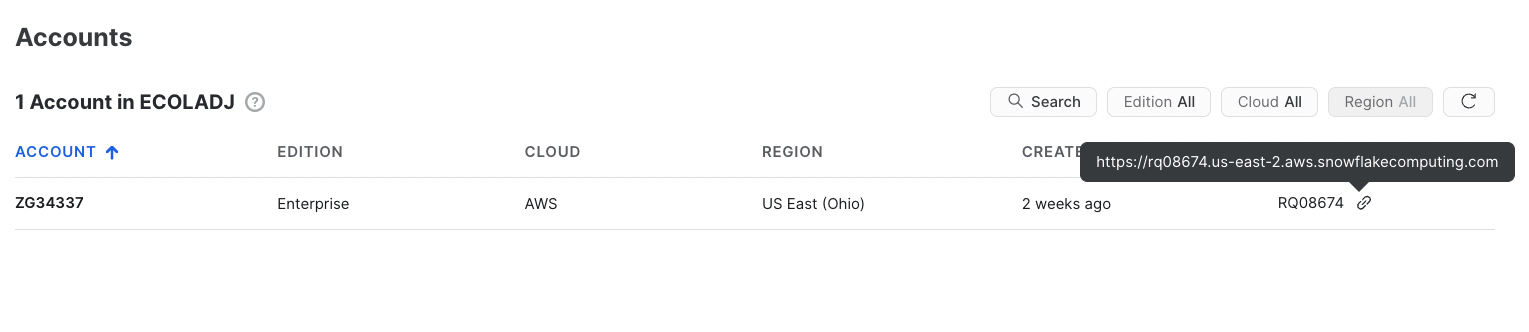 Accounts
1 Account in ECOLADJ ?
Search Edition All Cloud All Region All
ACCOUNT EDITION CLOUD REGION CREATE
https://rq08674.us-east-2.aws.snowflakecomputing.com
ZG34337 Enterprise AWS US East (Ohio) 2 weeks ago RQ08674